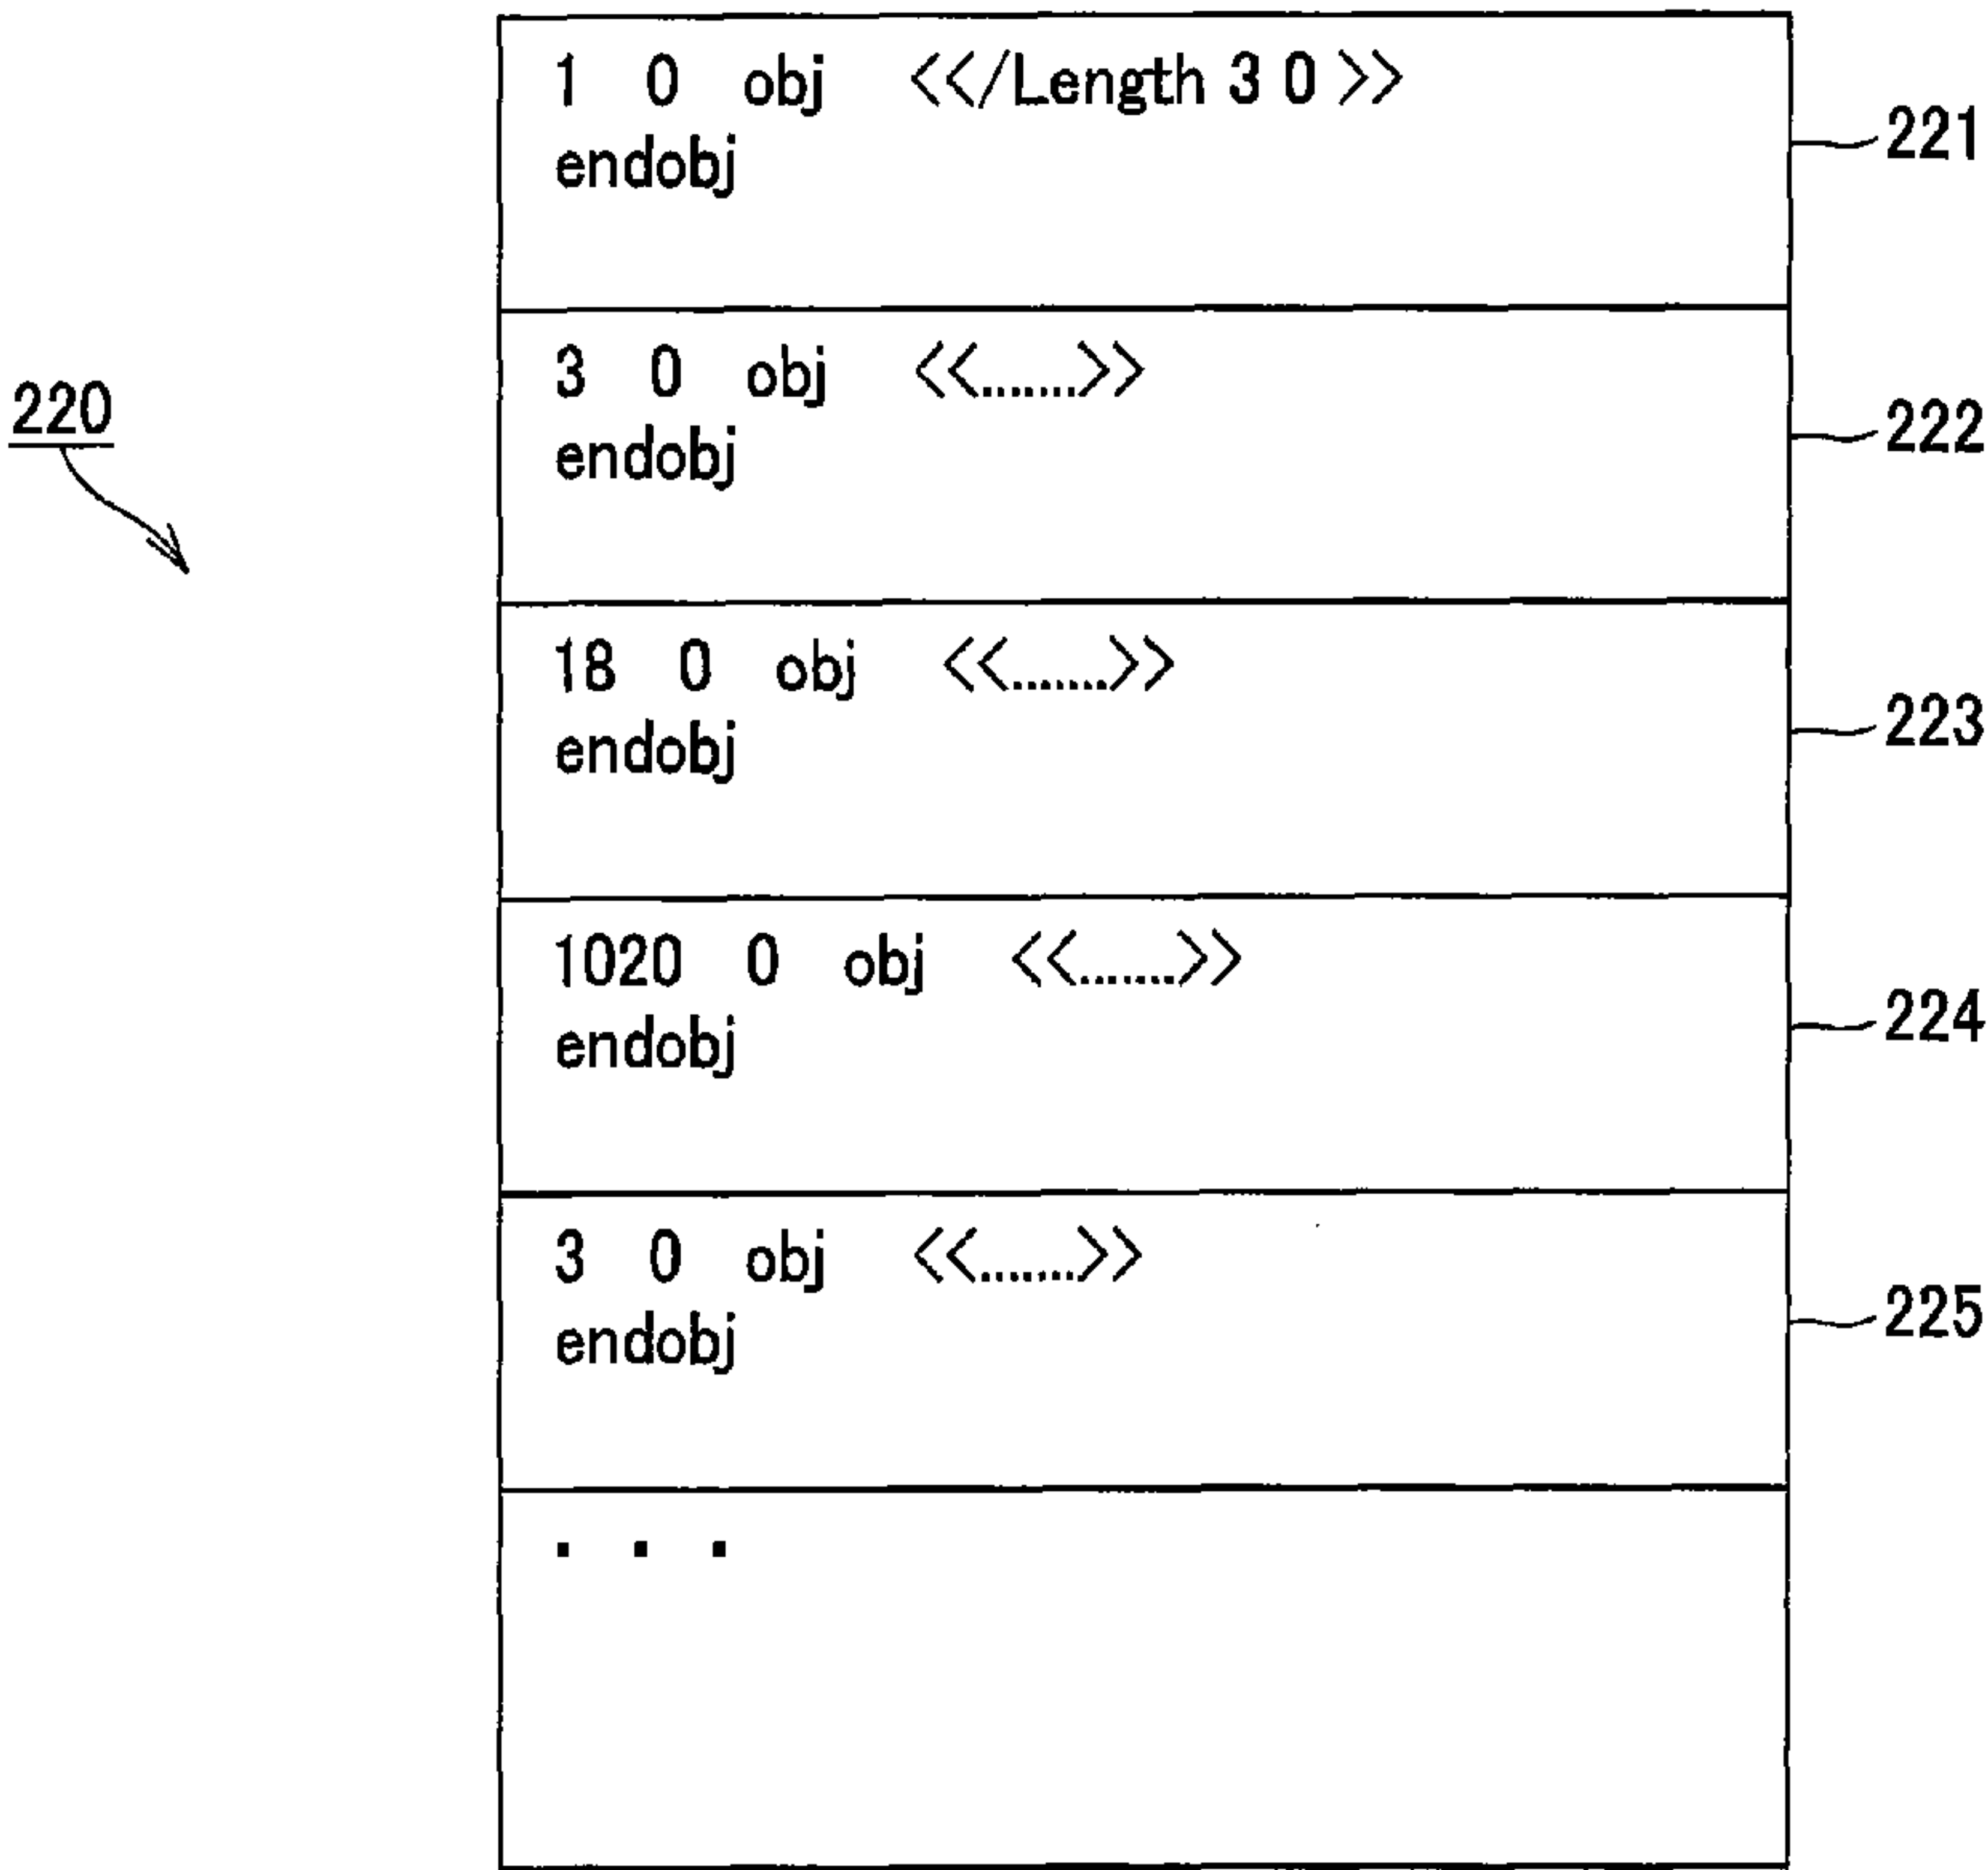 1 0 obj <</Length 3 0 >>
endobj
221
3 0 obj <<.......>>
endobj
222
220
18 0 obj <<.......>>
endobj
223
1020 0 obj <<.......>>
endobj
224
3 0 obj <<.......>>
endobj
225
. . .